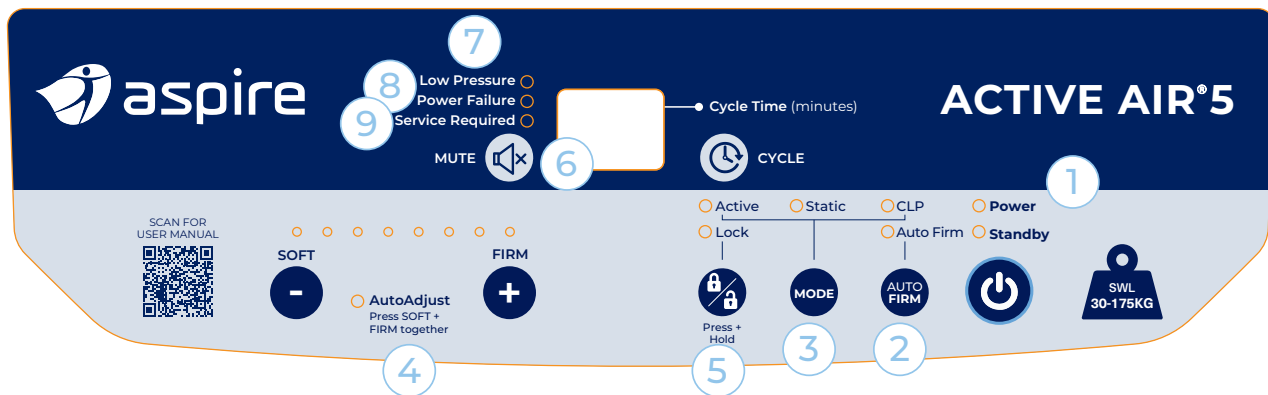 7
Low Pressure
8
Power Failure
9
Service Required
aspire
Cycle Time (minutes)
ACTIVE AIR®5
MUTE
6
CYCLE
1
SCAN FOR
USER MANUAL
SOFT
-
FIRM
+
AutoAdjust
Press SOFT +
FIRM together
4
Active
Static
CLP
Power
Lock
Auto Firm
Standby
Press +
Hold
5
MODE
3
AUTO
FIRM
2
SWL
30-175KG